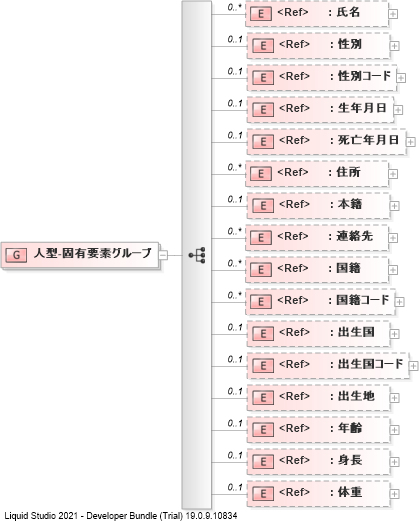 0..*
E <Ref> : 氏名
0..1
E <Ref> : 性別
0..1
E <Ref> : 性別コード
0..1
E <Ref> : 生年月日
0..1
E <Ref> : 死亡年月日
0..*
E <Ref> : 住所
0..1
E <Ref> : 本籍
0..*
E <Ref> : 連絡先
G 人型-固有要素グループ
0..*
E <Ref> : 国籍
0..*
E <Ref> : 国籍コード
0..1
E <Ref> : 出生国
0..1
E <Ref> : 出生国コード
0..1
E <Ref> : 出生地
0..1
E <Ref> : 年齢
0..1
E <Ref> : 身長
0..1
E <Ref> : 体重
Liquid Studio 2021 - Developer Bundle (Trial) 19.0.9.10834